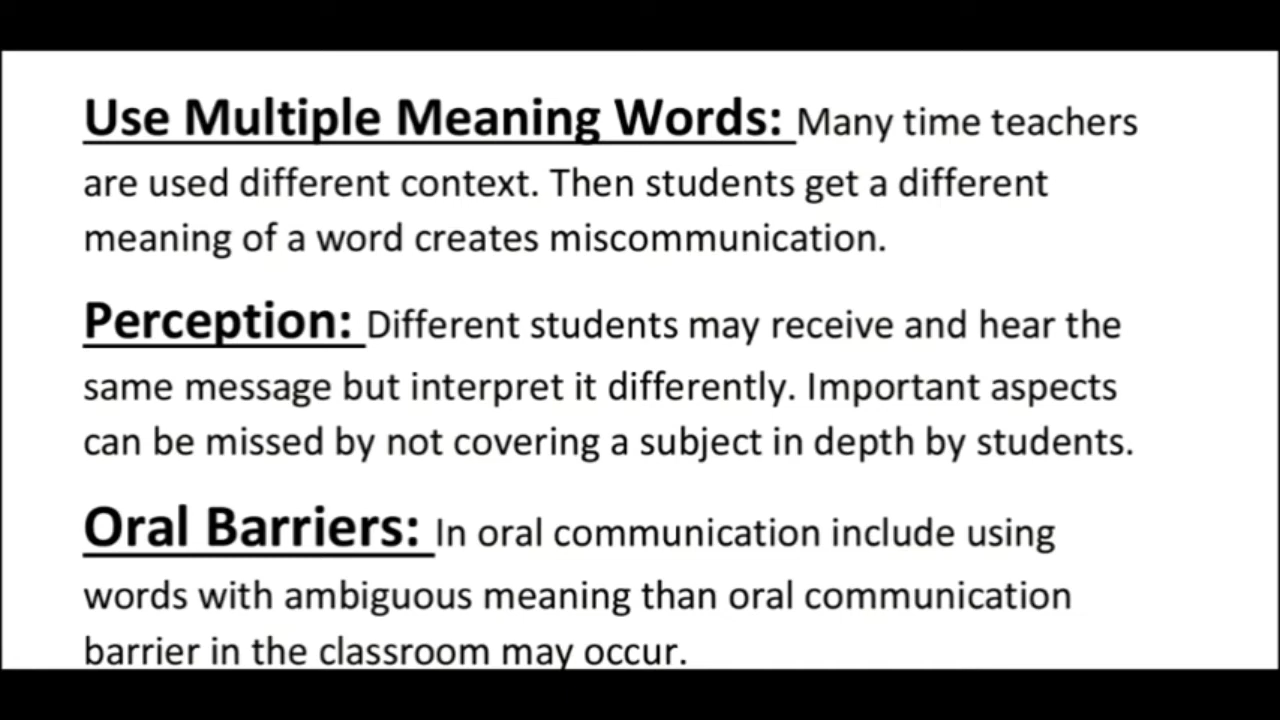 Use Multiple Meaning Words: Many time teachers
are used different context. Then students get a different
meaning of a word creates miscommunication.
Perception: Different students may receive and hear the
same message but interpret it differently. Important aspects
can be missed by not covering a subject in depth by students.
Oral Barriers: In oral communication include using
words with ambiguous meaning than oral communication
barrier in the classroom may occur.